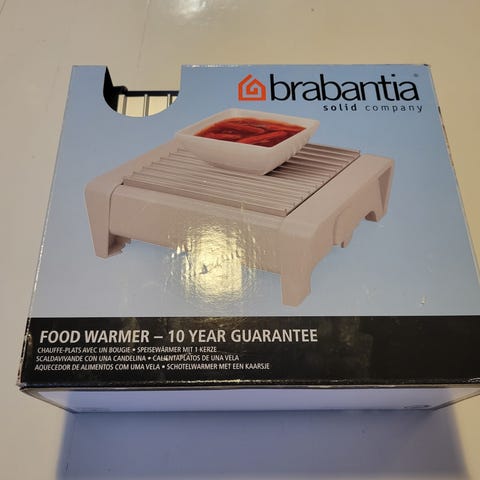 brabantia®
solid company
FOOD WARMER – 10 YEAR GUARANTEE
CHAUFFE-PLATS AVEC UN BOUGIE • SPEISEWÄRMER MIT 1 KERZE
SCALDAVIVANDE CON UNA CANDELINA • CALIENTAPLATOS DE UNA VELA
AQUECEDOR DE ALIMENTOS COM UMA VELA • SCHOTELWARMER MET EEN KAARSJE